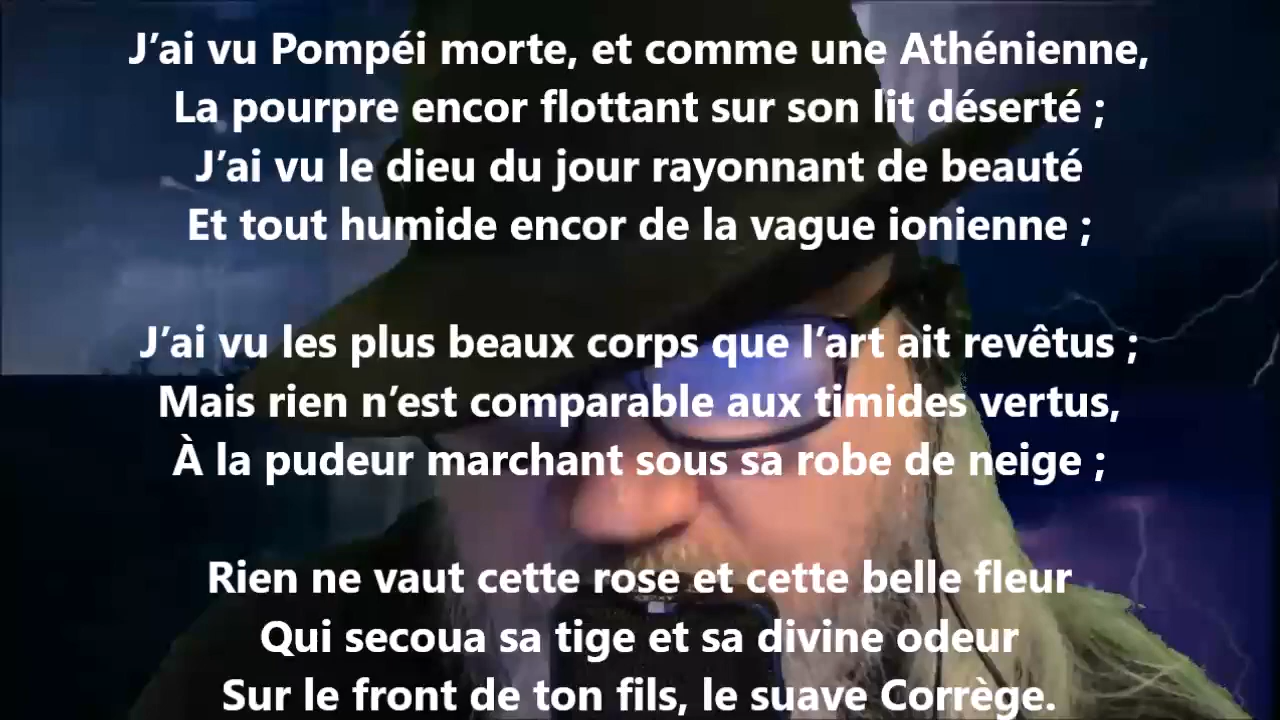 J’ai vu Pompéi morte, et comme une Athénienne,
La pourpre encor flottant sur son lit déserté ;
J’ai vu le dieu du jour rayonnant de beauté
Et tout humide encor de la vague ionienne ;
J’ai vu les plus beaux corps que l’art ait revêtus ;
Mais rien n’est comparable aux timides vertus,
À la pudeur marchant sous sa robe de neige ;
Rien ne vaut cette rose et cette belle fleur
Qui secoua sa tige et sa divine odeur
Sur le front de ton fils, le suave Corrège.